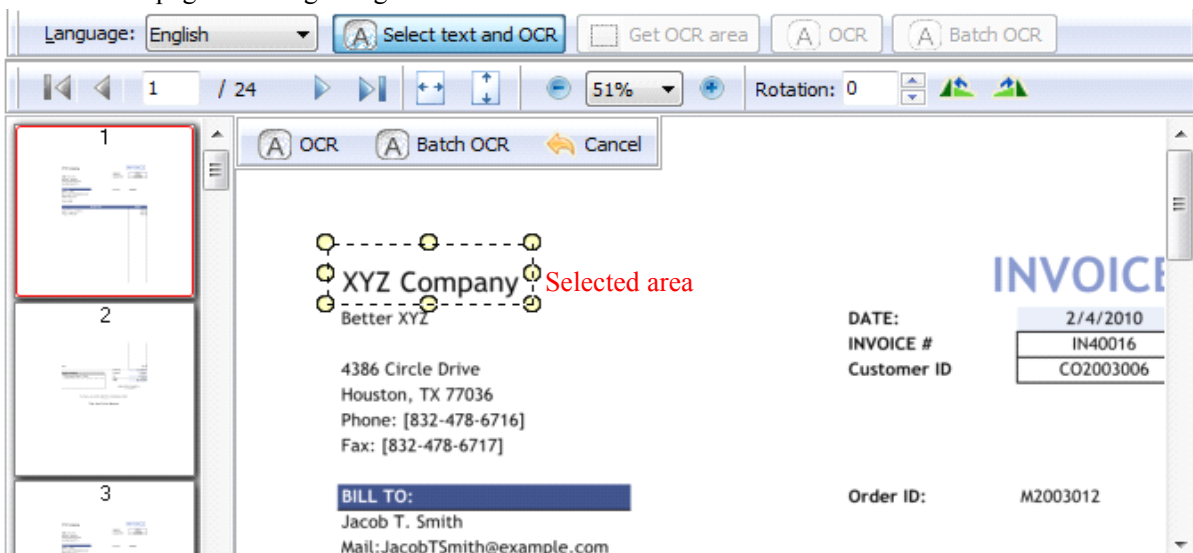 Language: English Select text and OCR Get OCR area OCR Batch OCR
1 / 24 51% Rotation: 0
1
OCR Batch OCR Cancel
XYZ Company Selected area
INVOICE
Better XYZ
DATE: 2/4/2010
INVOICE # IN40016
4386 Circle Drive
Customer ID CO2003006
Houston, TX 77036
Phone: [832-478-6716]
Fax: [832-478-6717]
2
BILL TO:
Order ID: M2003012
Jacob T. Smith
Mail:JacobTSmith@example.com
3